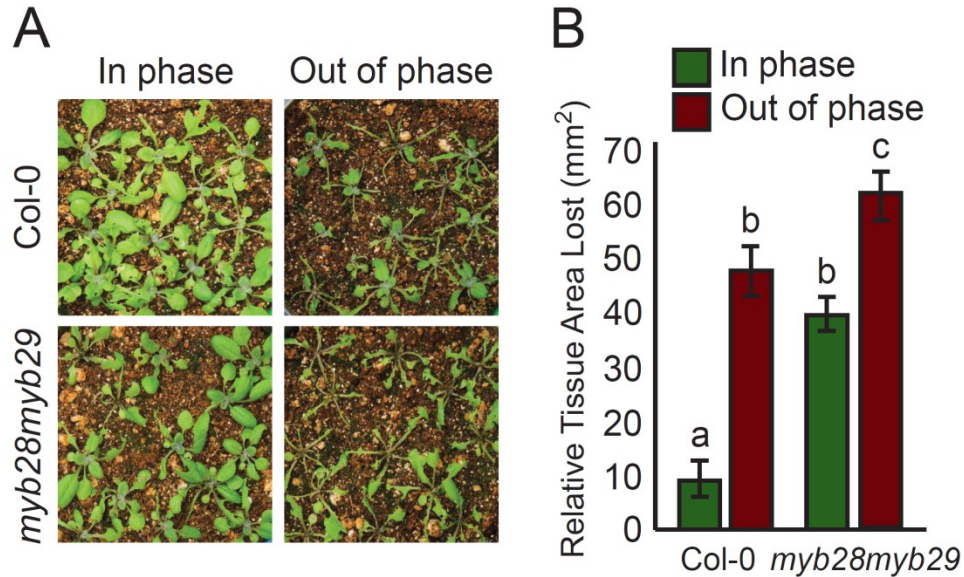 A
In phase Out of phase
Col-0
myb28myb29
B
In phase
Out of phase
Relative Tissue Area Lost (mm²)
70
60
50
40
30
20
10
0
a
b
b
c
Col-0 myb28myb29